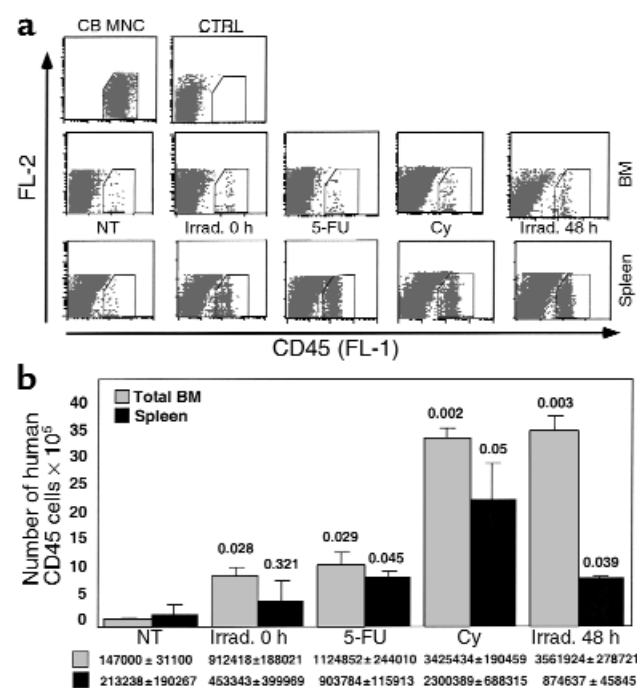 a
CB MNC CTRL
FL-2
BM
NT Irrad. 0 h 5-FU Cy Irrad. 48 h
Spleen
CD45 (FL-1)
b
Number of human
CD45 cells × 10⁵
40
35
30
25
20
15
10
5
0
Total BM
Spleen
0.028
0.321
0.029
0.045
0.002
0.05
0.003
0.039
NT Irrad. 0 h 5-FU Cy Irrad. 48 h
147000 ± 31100 912418±188021 1124852±244010 3425434±190459 3561924±278721
213238±190267 453343±399969 903784±115913 2300389±688315 874637±45845